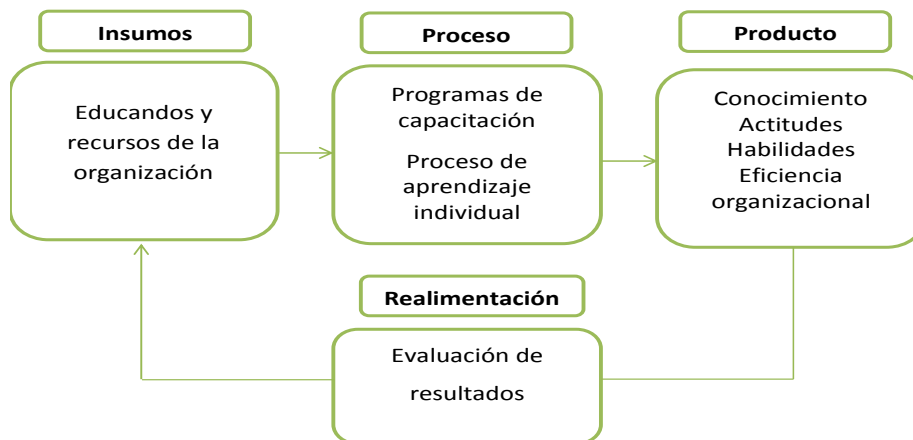 Insumos
Educandos y
recursos de la
organización
Proceso
Programas de
capacitación
Proceso de
aprendizaje
individual
Producto
Conocimiento
Actitudes
Habilidades
Eficiencia
organizacional
Realimentación
Evaluación de
resultados